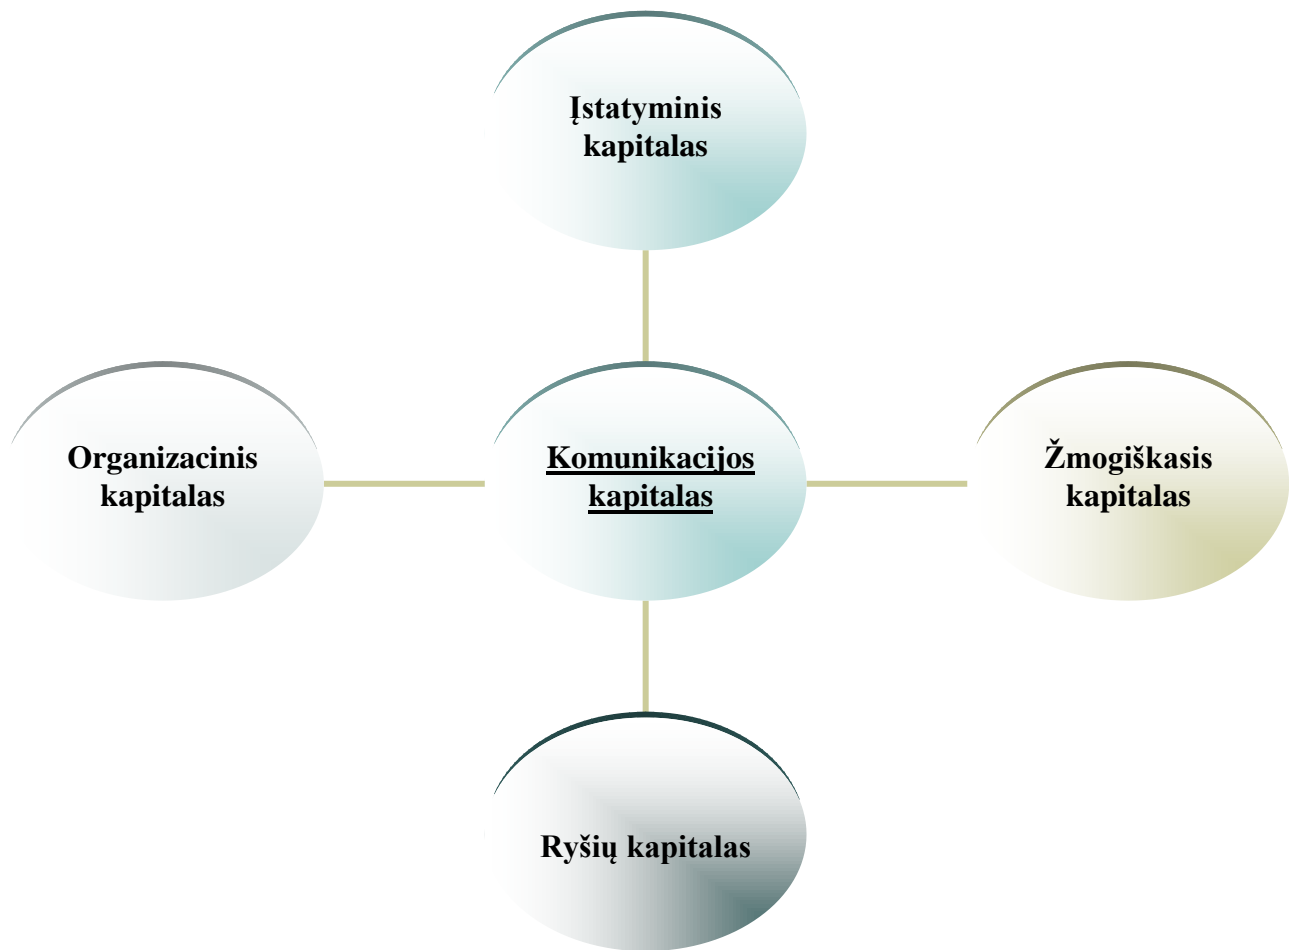 Įstatyminis
kapitalas
Organizacinis
kapitalas
Komunikacijos
kapitalas
Žmogiškasis
kapitalas
Ryšių kapitalas